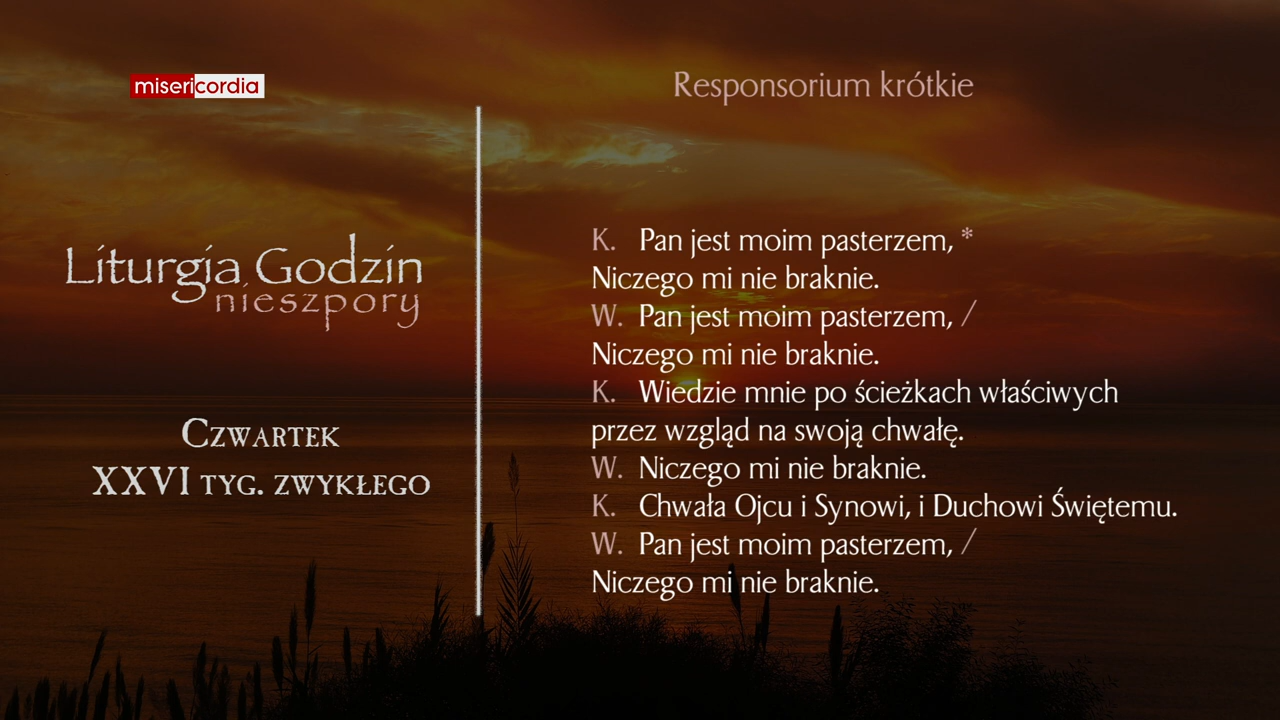 misericordia
Responsorium krótkie
Liturgia Godzin
nieszpory
Czwartek
XXVI tyg. zwykłego
K. Pan jest moim pasterzem, *
Niczego mi nie braknie.
W. Pan jest moim pasterzem, /
Niczego mi nie braknie.
K. Wiedzie mnie po ścieżkach właściwych
przez wzgląd na swoją chwałę.
W. Niczego mi nie braknie.
K. Chwała Ojcu i Synowi, i Duchowi Świętemu.
W. Pan jest moim pasterzem, /
Niczego mi nie braknie.